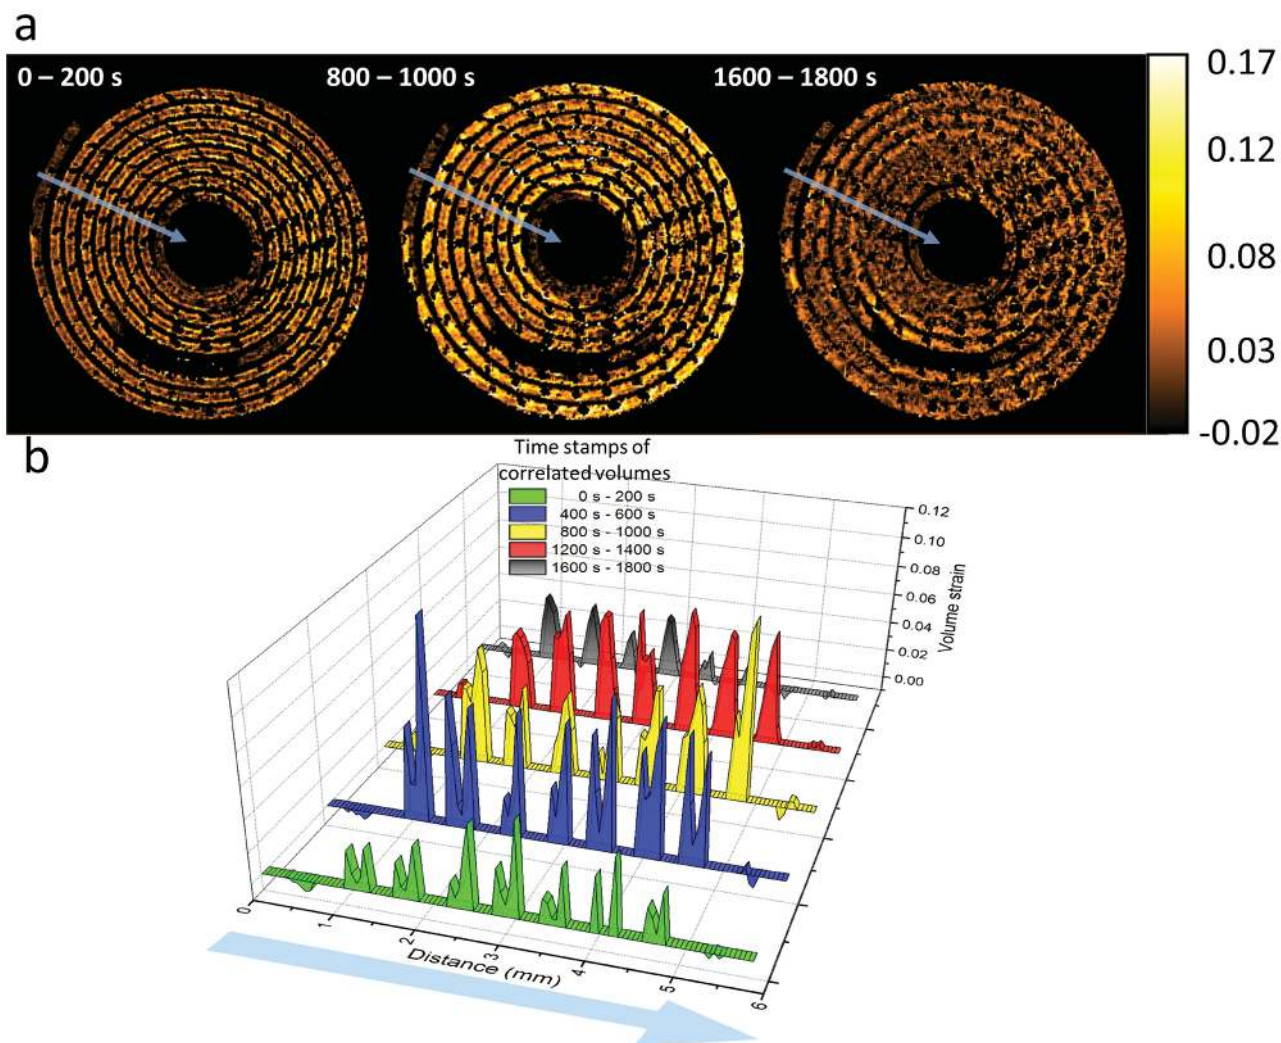 a
0 – 200 s
800 – 1000 s
1600 – 1800 s
0.17
0.12
0.08
0.03
-0.02
b
Time stamps of
correlated volumes
0 s - 200 s
400 s - 600 s
800 s - 1000 s
1200 s - 1400 s
1600 s - 1800 s
0.12
0.10
0.08
0.06
0.04
0.02
0.00
Volume strain
0
1
2
3
4
5
6
Distance (mm)